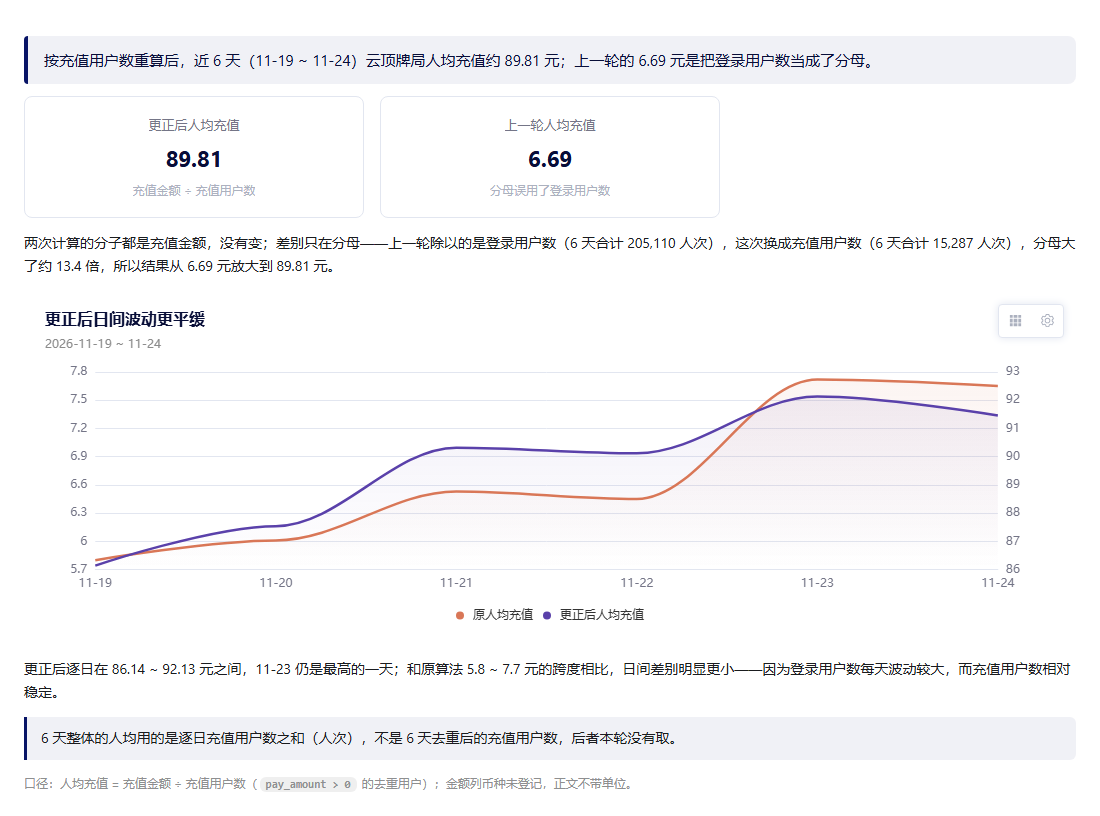 按充值用户数重算后，近 6 天（11-19 ~ 11-24）云顶牌局人均充值约 89.81 元；上一轮的 6.69 元是把登录用户数当成了分母。
更正后人均充值
89.81
充值金额 ÷ 充值用户数
上一轮人均充值
6.69
分母误用了登录用户数
两次计算的分子都是充值金额，没有变；差别只在分母——上一轮除以的是登录用户数（6 天合计 205,110 人次），这次换成充值用户数（6 天合计 15,287 人次），分母大
了约 13.4 倍，所以结果从 6.69 元放大到 89.81 元。
更正后日间波动更平缓
2026-11-19 ~ 11-24
7.8
7.5
7.2
6.9
6.6
6.3
6
5.7
93
92
91
90
89
88
87
86
11-19
11-20
11-21
11-22
11-23
11-24
原人均充值
更正后人均充值
更正后逐日在 86.14 ~ 92.13 元之间，11-23 仍是最高的一天；和原算法 5.8 ~ 7.7 元的跨度相比，日间差别明显更小——因为登录用户数每天波动较大，而充值用户数相对
稳定。
6 天整体的人均用的是逐日充值用户数之和（人次），不是 6 天去重后的充值用户数，后者本轮没有取。
口径：人均充值 = 充值金额 ÷ 充值用户数（ pay_amount > 0 的去重用户）；金额列币种未登记，正文不带单位。